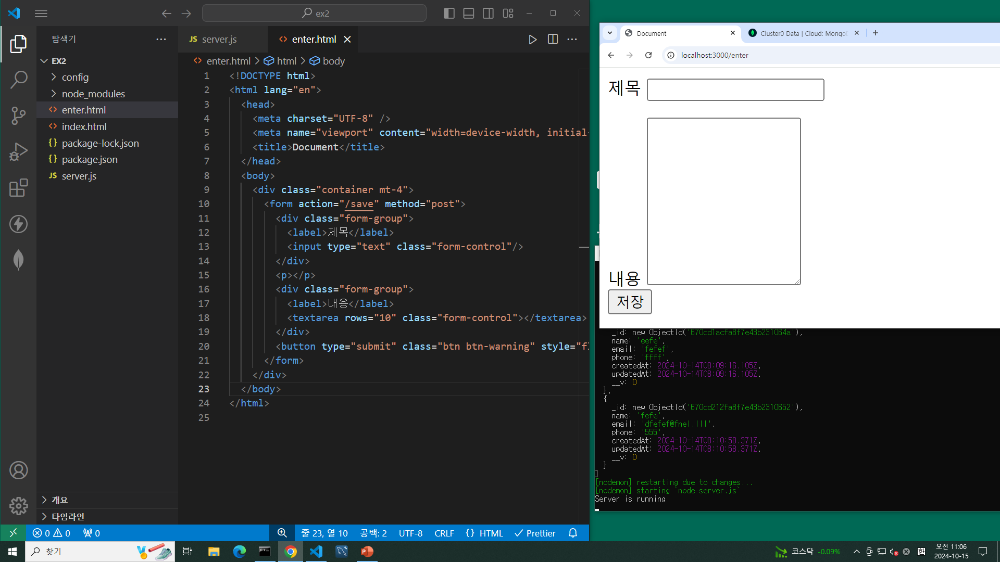 ex2
탐색기
EX2
config
node_modules
enter.html
index.html
package-lock.json
package.json
server.js
개요
타임라인
server.js
enter.html
enter.html > html > body
1 <!DOCTYPE html>
2 <html lang="en">
3 <head>
4 <meta charset="UTF-8" />
5 <meta name="viewport" content="width=device-width, initial-
6 <title>Document</title>
7 </head>
8 <body>
9 <div class="container mt-4">
10 <form action="/save" method="post">
11 <div class="form-group">
12 <label>제목</label>
13 <input type="text" class="form-control"/>
14 </div>
15 <p></p>
16 <div class="form-group">
17 <label>내용</label>
18 <textarea rows="10" class="form-control"></textarea>
19 </div>
20 <button type="submit" class="btn btn-warning" style="fl
21 </form>
22 </div>
23 </body>
24 </html>
25
0 0 0
줄 23, 열 10 공백: 2 UTF-8 CRLF {} HTML Prettier
Document
Cluster0 Data | Cloud: Mongo
localhost:3000/enter
제목
내용
저장
_id: new ObjectId('670cd1acfa8f7e43b231064a'),
name: 'eefe',
email: 'fefef',
phone: 'ffff',
createdAt: 2024-10-14T08:09:16.105Z,
updatedAt: 2024-10-14T08:09:16.105Z,
__v: 0
},
{
_id: new ObjectId('670cd212fa8f7e43b2310652'),
name: 'fefe',
email: 'dfefef@fnel.lll',
phone: '555',
createdAt: 2024-10-14T08:10:58.371Z,
updatedAt: 2024-10-14T08:10:58.371Z,
__v: 0
}
]
[nodemon] restarting due to changes...
[nodemon] starting `node server.js`
Server is running
찾기
코스닥 -0.09%
오전 11:06
2024-10-15